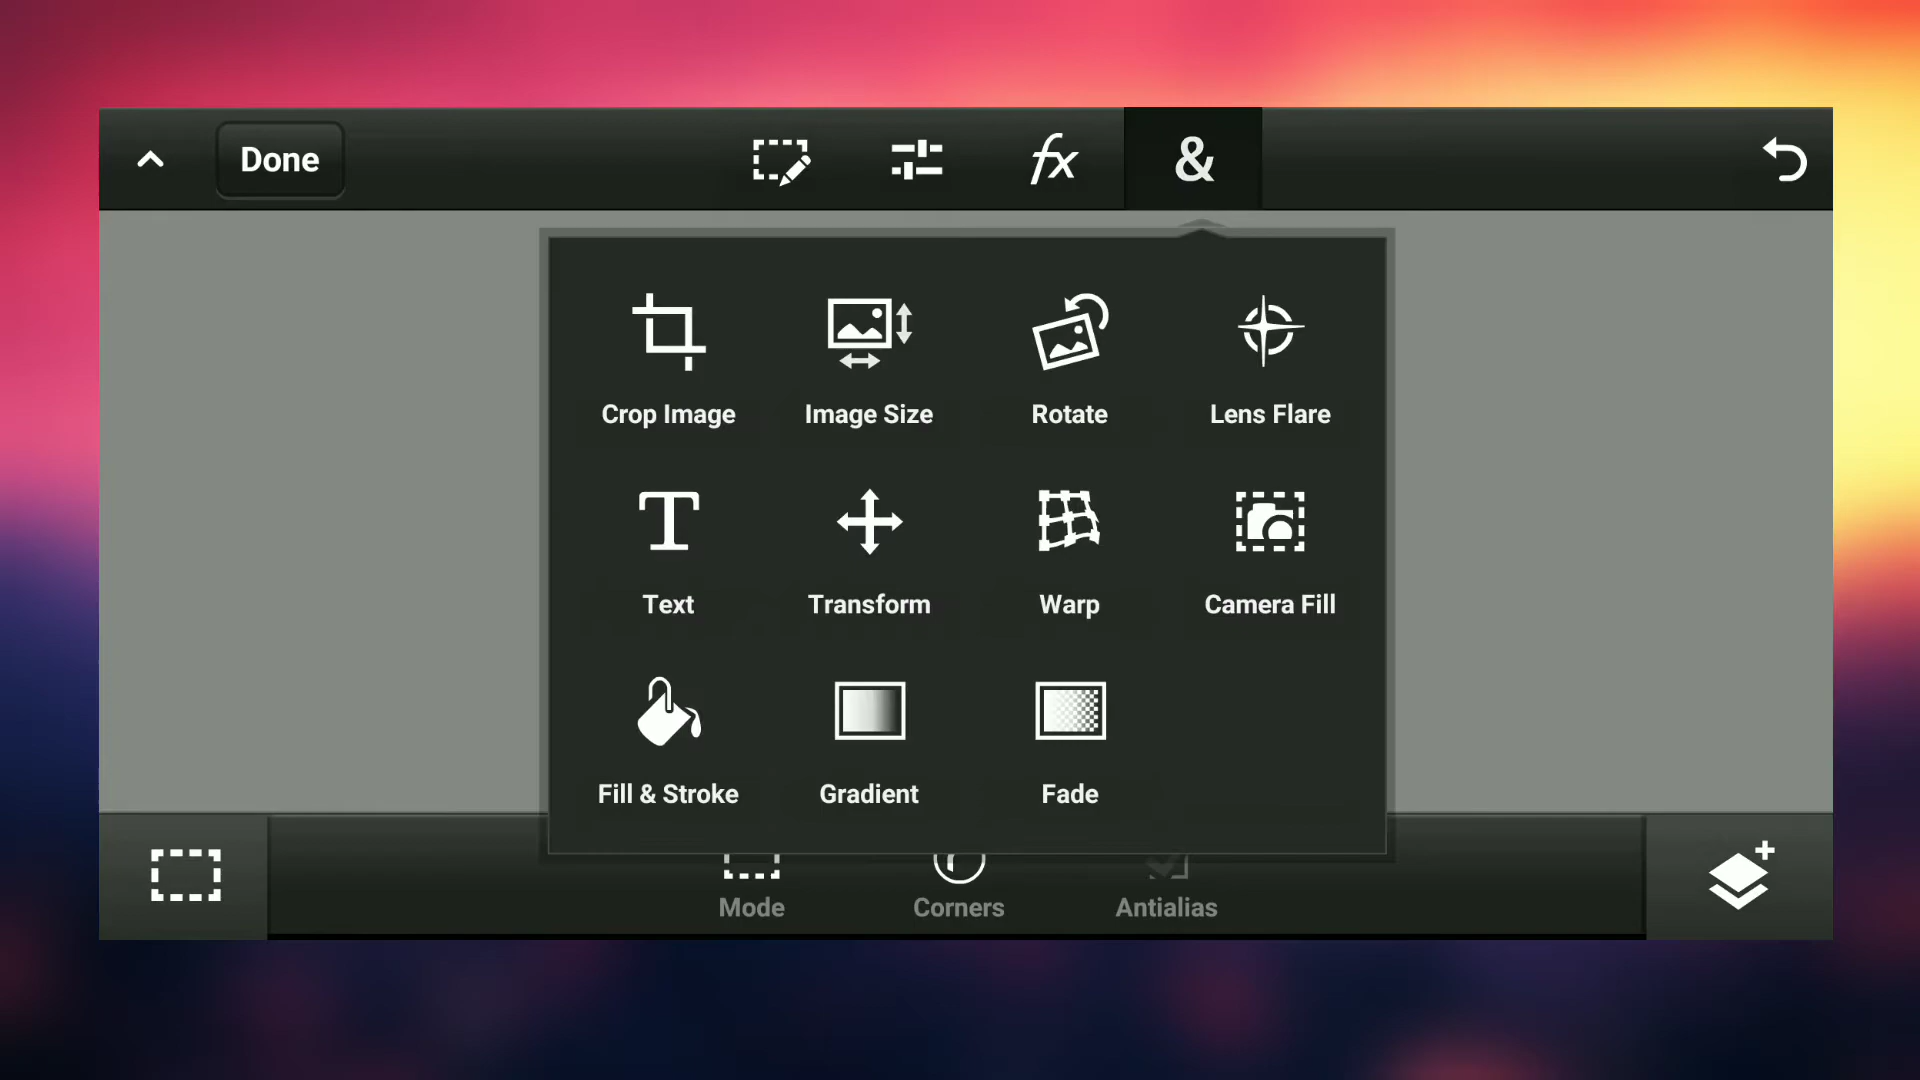 Done
fx
&
Crop Image
Image Size
Rotate
Lens Flare
Text
Transform
Warp
Camera Fill
Fill & Stroke
Gradient
Fade
Mode
Corners
Antialias